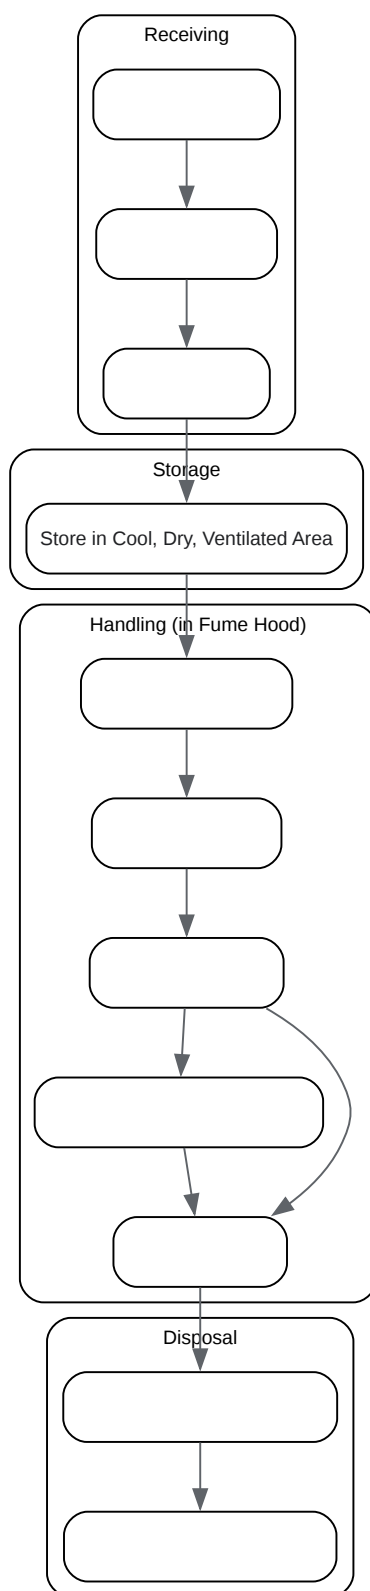 Receiving
Storage
Store in Cool, Dry, Ventilated Area
Handling (in Fume Hood)
Disposal